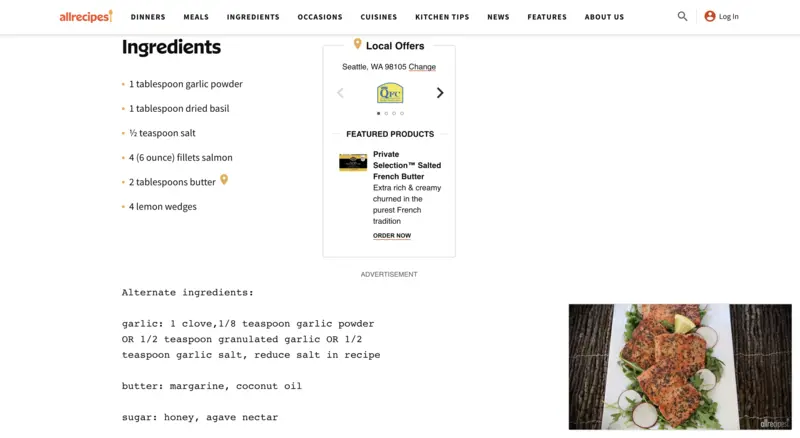 allrecipes
DINNERS MEALS INGREDIENTS OCCASIONS CUISINES KITCHEN TIPS NEWS FEATURES ABOUT US Log In
Ingredients
1 tablespoon garlic powder
1 tablespoon dried basil
½ teaspoon salt
4 (6 ounce) fillets salmon
2 tablespoons butter
4 lemon wedges
Local Offers
Seattle, WA 98105 Change
QFC
FEATURED PRODUCTS
Private
Selection™ Salted
French Butter
Extra rich & creamy
churned in the
purest French
tradition
ORDER NOW
ADVERTISEMENT
Alternate ingredients:
garlic: 1 clove,1/8 teaspoon garlic powder
OR 1/2 teaspoon granulated garlic OR 1/2
teaspoon garlic salt, reduce salt in recipe
butter: margarine, coconut oil
sugar: honey, agave nectar
allrecipes